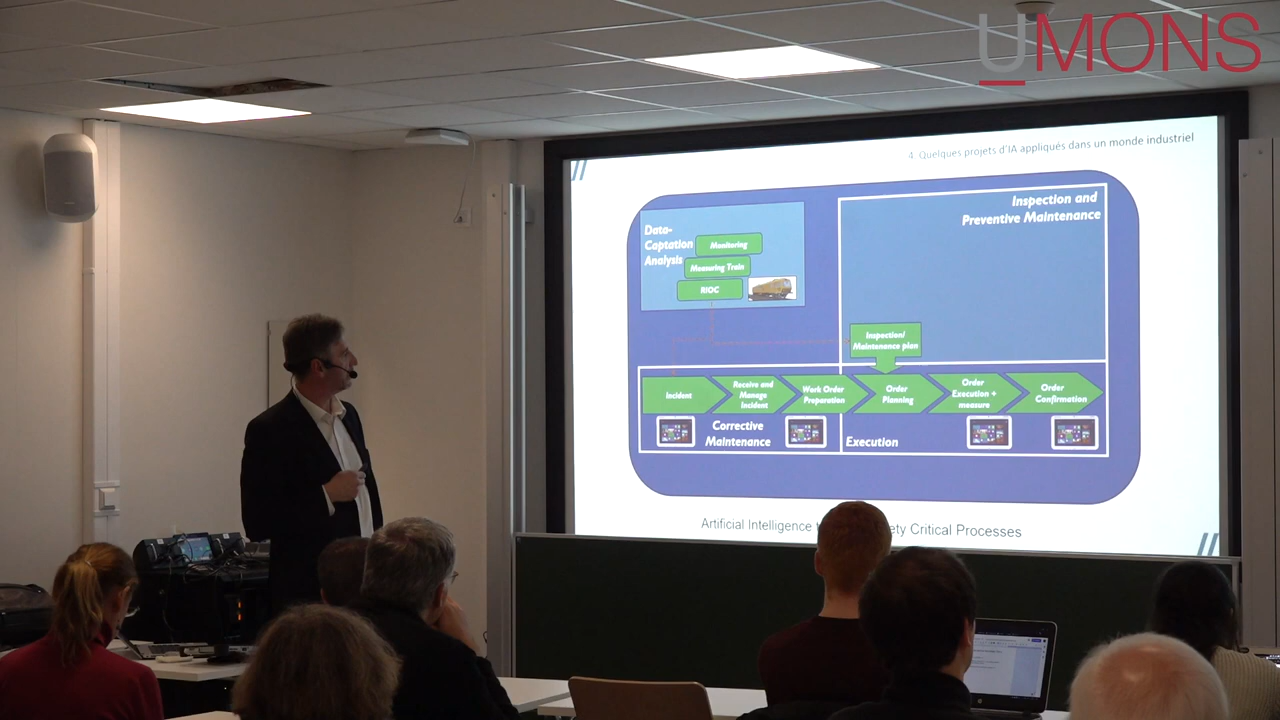 UMONS
4. Quelques projets d'IA appliqués dans un monde industriel
Inspection and
Preventive Maintenance
Data-
Captation
Analysis
Monitoring
Measuring Train
RIOC
Inspection/
Maintenance plan
Incident
Receive and
Manage
Incident
Work Order
Preparation
Order
Planning
Order
Execution +
measure
Order
Confirmation
Corrective
Maintenance
Execution
Artificial Intelligence
Critical Processes